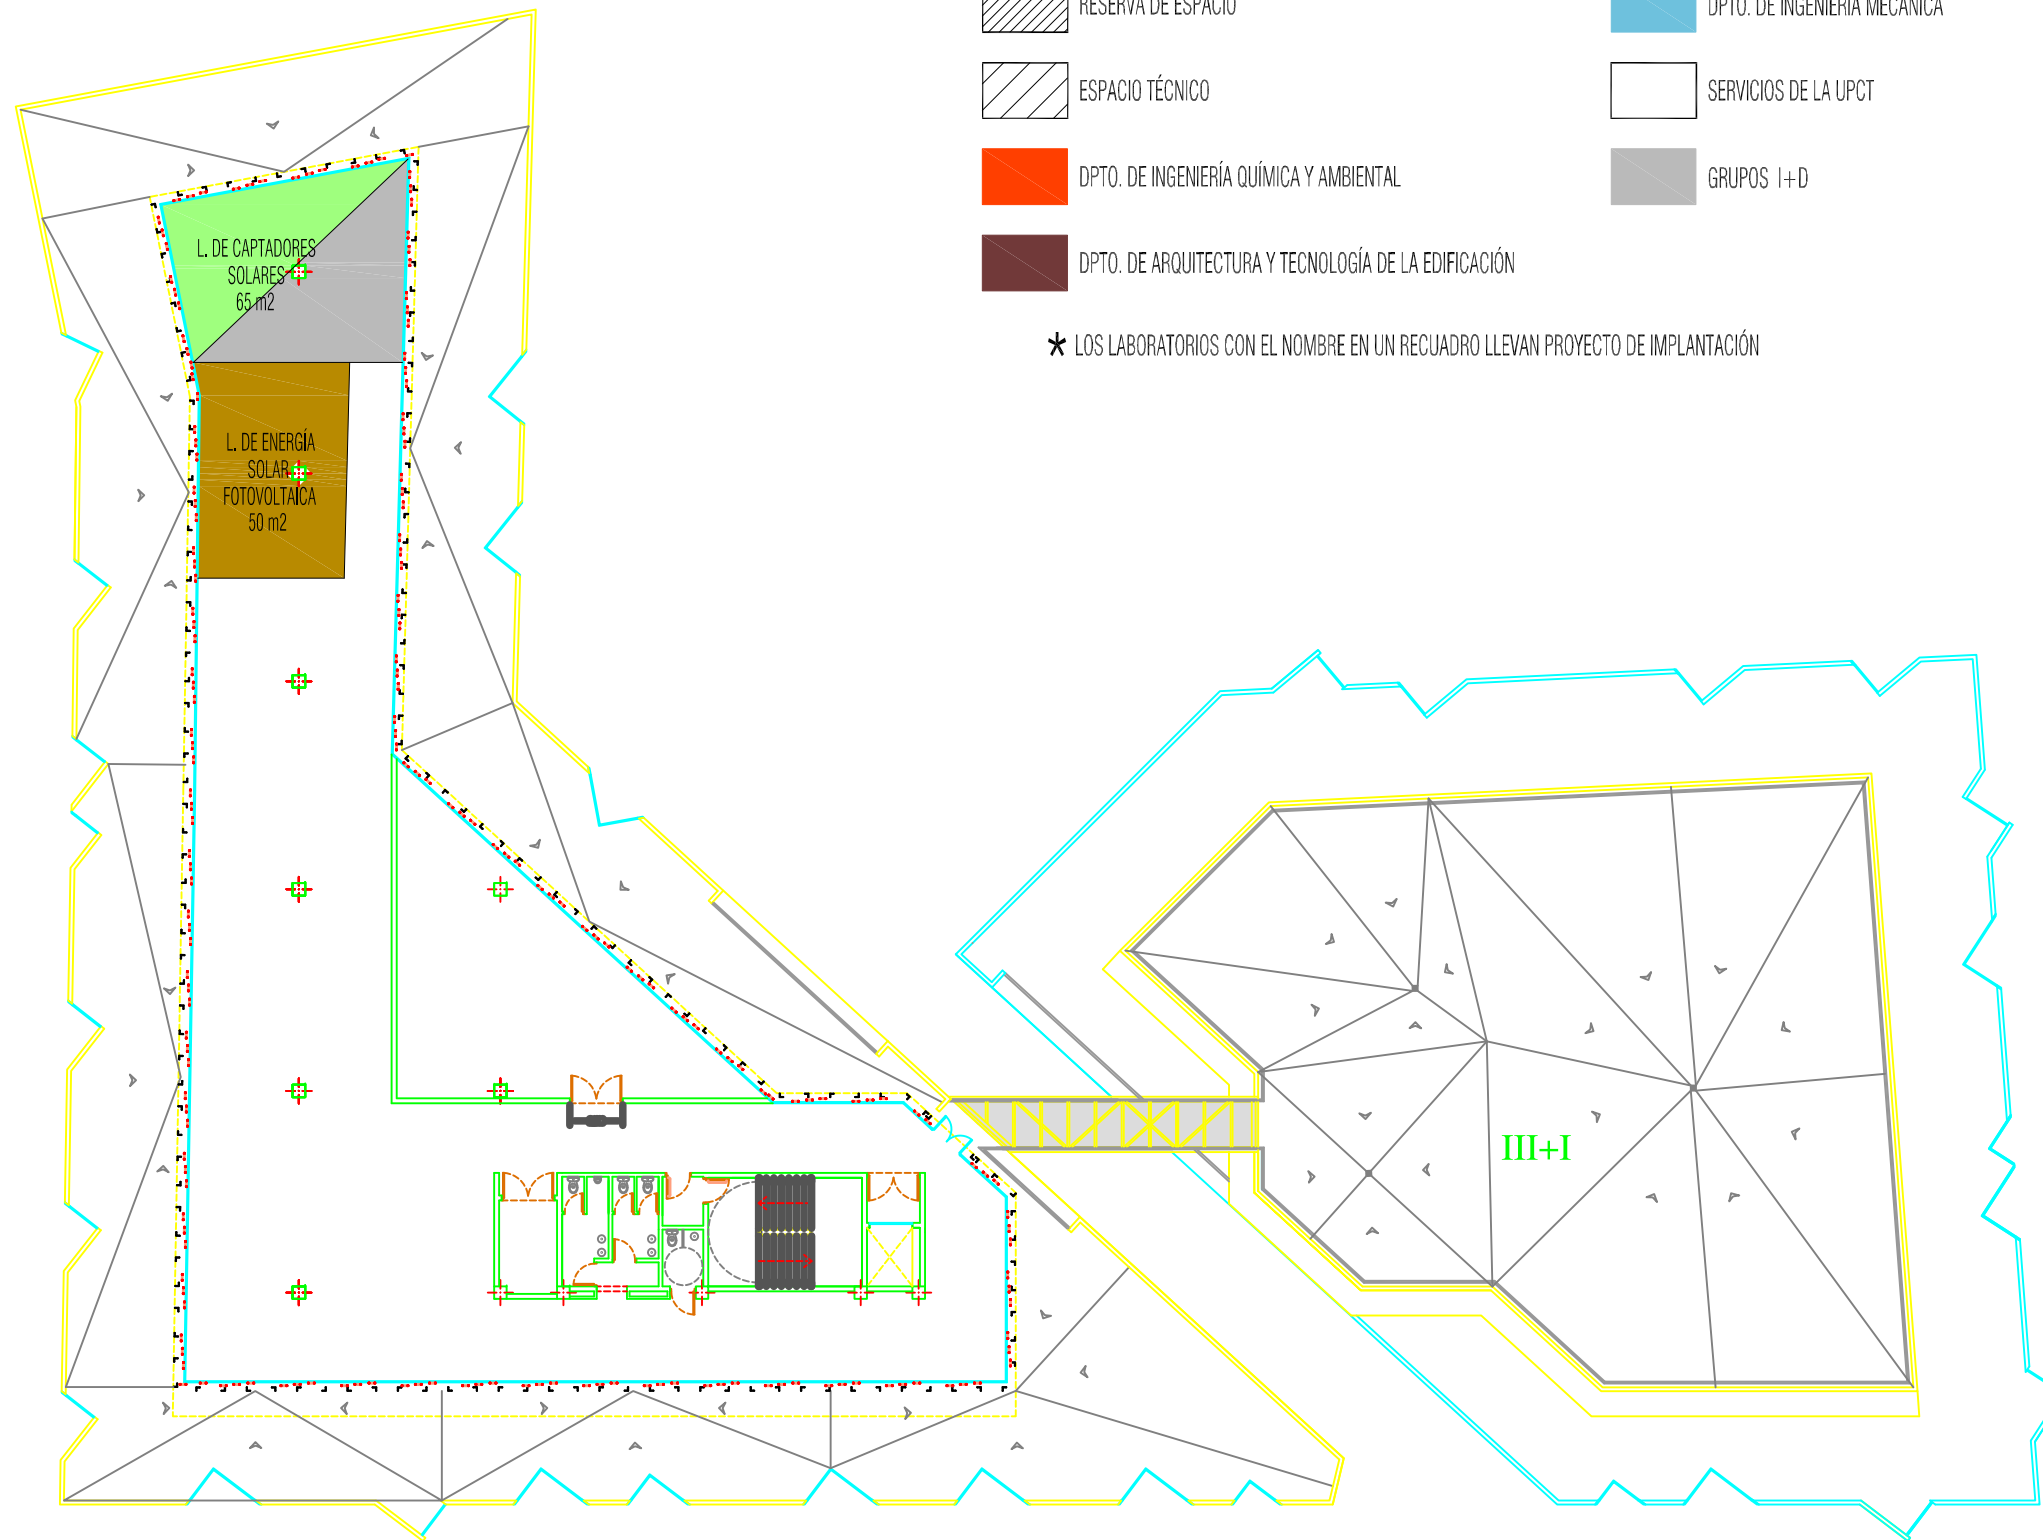 RESERVA DE ESPACIO
DPTO. DE INGENIERÍA MECÁNICA
ESPACIO TÉCNICO
SERVICIOS DE LA UPCT
DPTO. DE INGENIERÍA QUÍMICA Y AMBIENTAL
GRUPOS I+D
DPTO. DE ARQUITECTURA Y TECNOLOGÍA DE LA EDIFICACIÓN
* LOS LABORATORIOS CON EL NOMBRE EN UN RECUADRO LLEVAN PROYECTO DE IMPLANTACIÓN
L. DE CAPTADORES
SOLARES
65 m2
L. DE ENERGÍA
SOLAR
FOTOVOLTAICA
50 m2
III+I